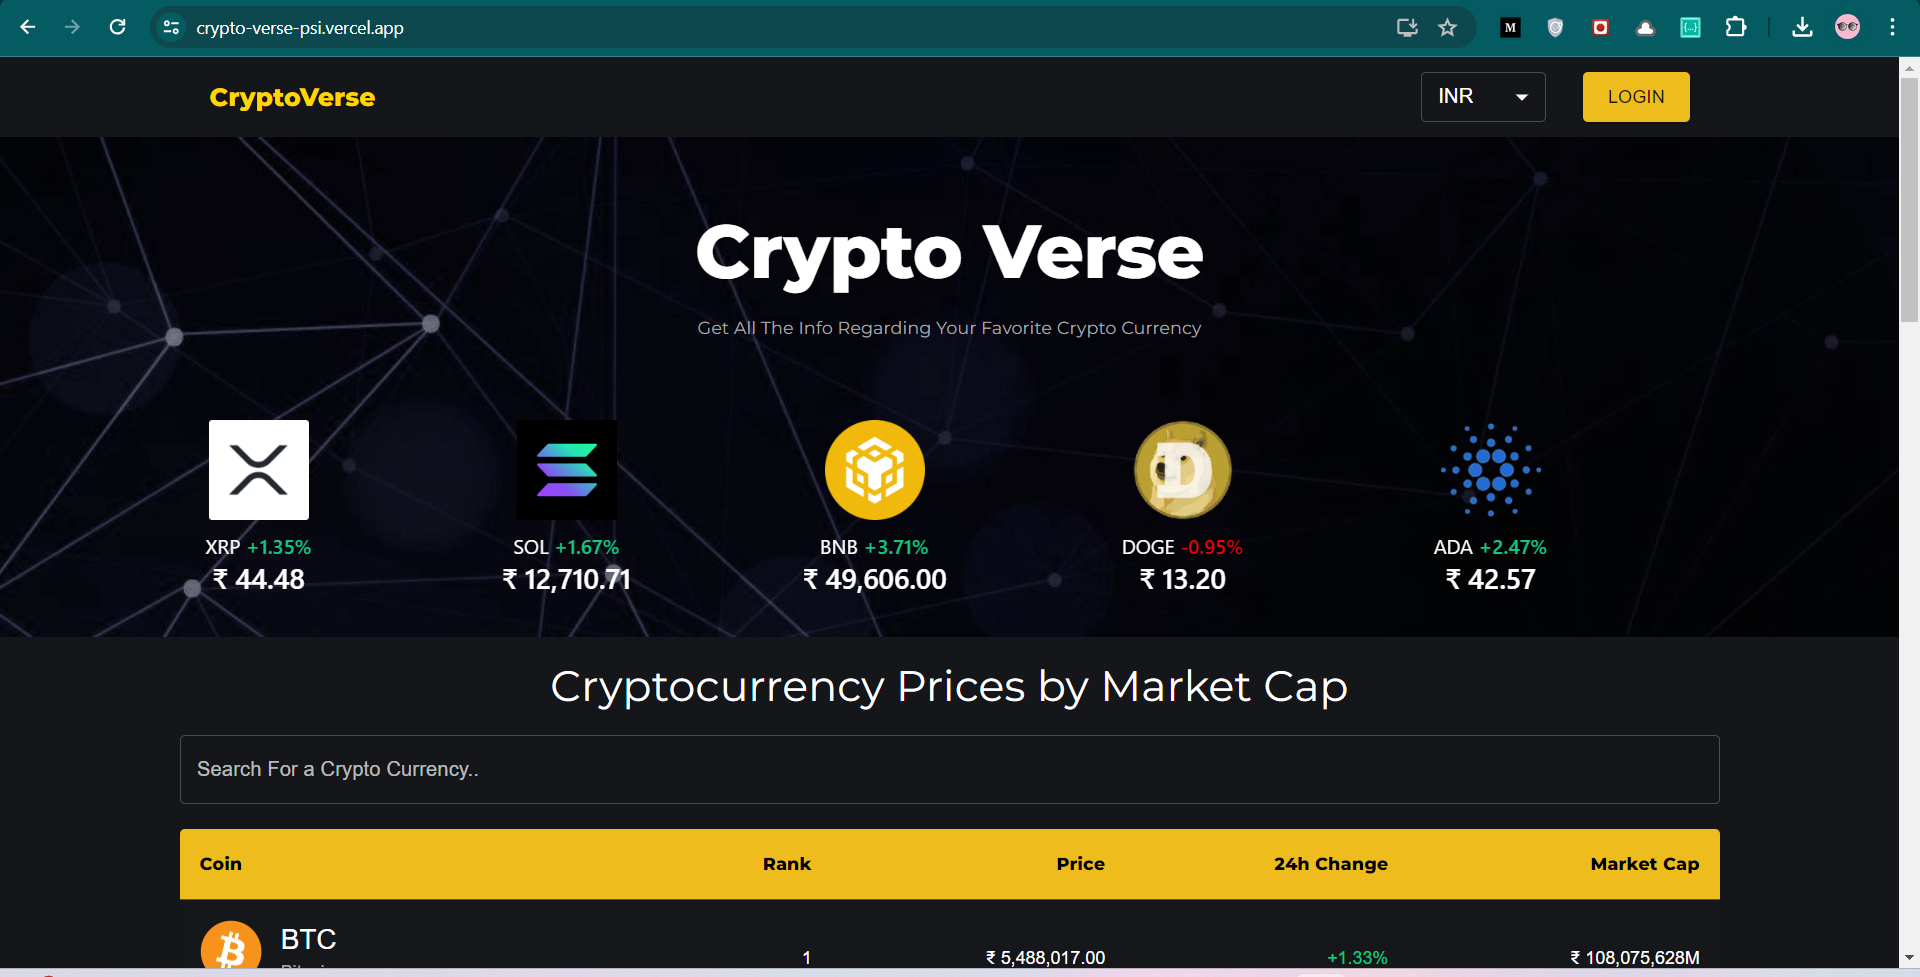 crypto-verse-psi.vercel.app
CryptoVerse
INR
LOGIN
Crypto Verse
Get All The Info Regarding Your Favorite Crypto Currency
XRP +1.35%
₹ 44.48
SOL +1.67%
₹ 12,710.71
BNB +3.71%
₹ 49,606.00
DOGE -0.95%
₹ 13.20
ADA +2.47%
₹ 42.57
Cryptocurrency Prices by Market Cap
Search For a Crypto Currency..
Coin Rank Price 24h Change Market Cap
BTC
1 ₹ 5,488,017.00 +1.33% ₹ 108,075,628M